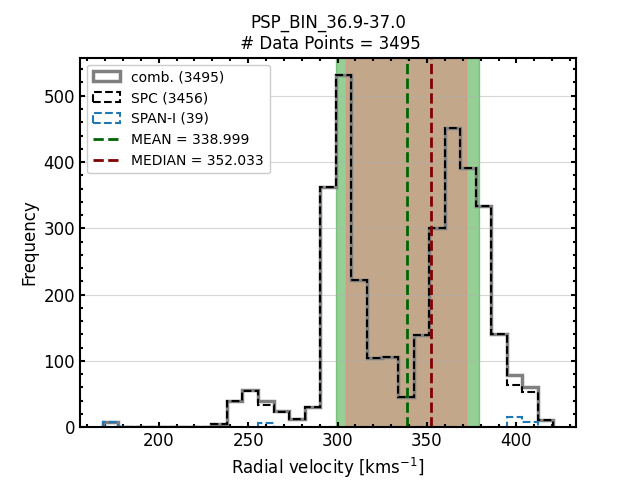 PSP_BIN_36.9-37.0
# Data Points = 3495
comb. (3495)
SPC (3456)
SPAN-I (39)
MEAN = 338.999
MEDIAN = 352.033
Frequency
500
400
300
200
100
0
200
250
300
350
400
Radial velocity [kms⁻¹]